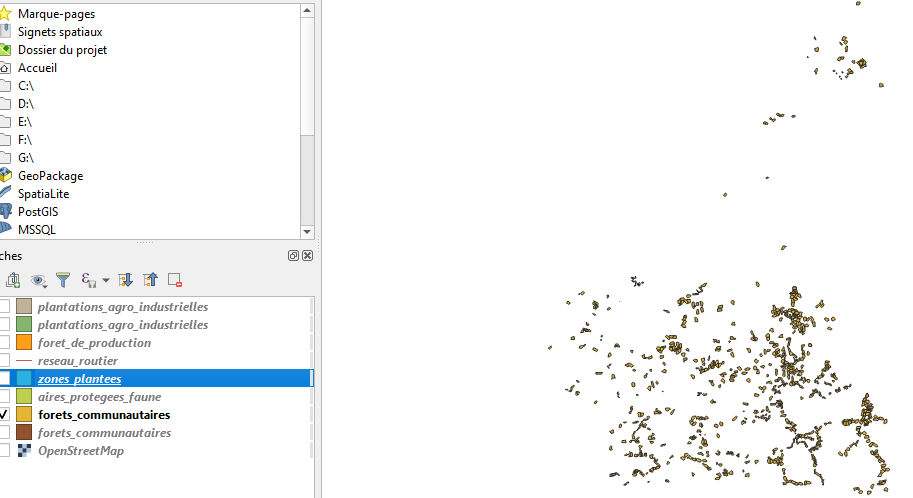 Marque-pages
Signets spatiaux
Dossier du projet
Accueil
C:\
D:\
E:\
F:\
G:\
GeoPackage
SpatiaLite
PostGIS
MSSQL
ches
plantations_agro_industrielles
plantations_agro_industrielles
foret_de_production
reseau_routier
zones_plantees
aires_protegees_faune
forets_communautaires
forets_communautaires
OpenStreetMap